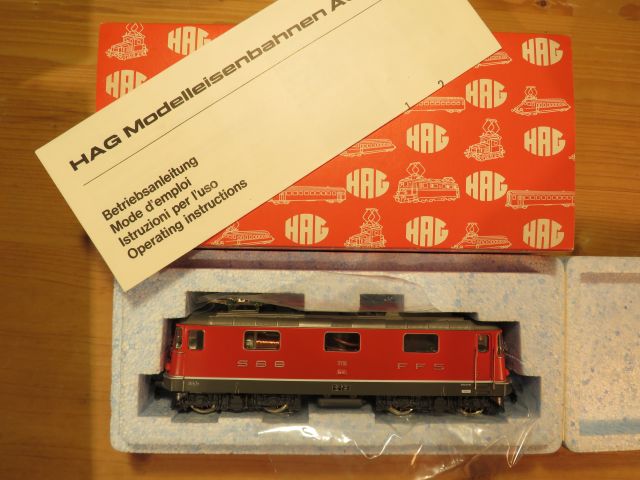 HAG Modelleisenbahnen A
Betriebsanleitung
Mode d'emploi
Istruzioni per l'uso
Operating instructions
HAG
HAG
HAG
HAG
HAG
HAG
HAG
HAG
HAG
SBB
FFS